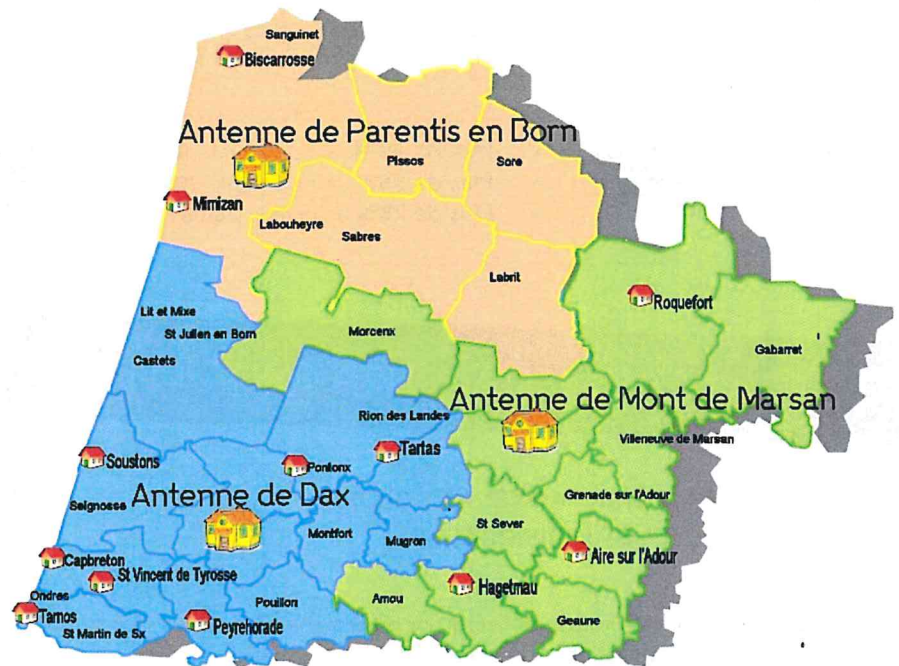 Sanguinet
Biscarrosse
Antenne de Parentis en Born
Pissos
Sore
Mimizan
Labouheyre
Sabres
Labrit
Roquefort
Lit et Mixe
St Julien en Born
Morcenx
Castets
Gabarret
Antenne de Mont de Marsan
Rion des Landes
Villeneuve de Marsan
Tartas
Soustons
Pontonx
Antenne de Dax
Seignosse
Grenade sur l'Adour
St Sever
Montfort
Mugron
Aire sur l'Adour
Capbreton
St Vincent de Tyrosse
Hagetmau
Ondres
Pouillon
Amou
Tarnos
Peyrehorade
Geaune
St Martin de Sx